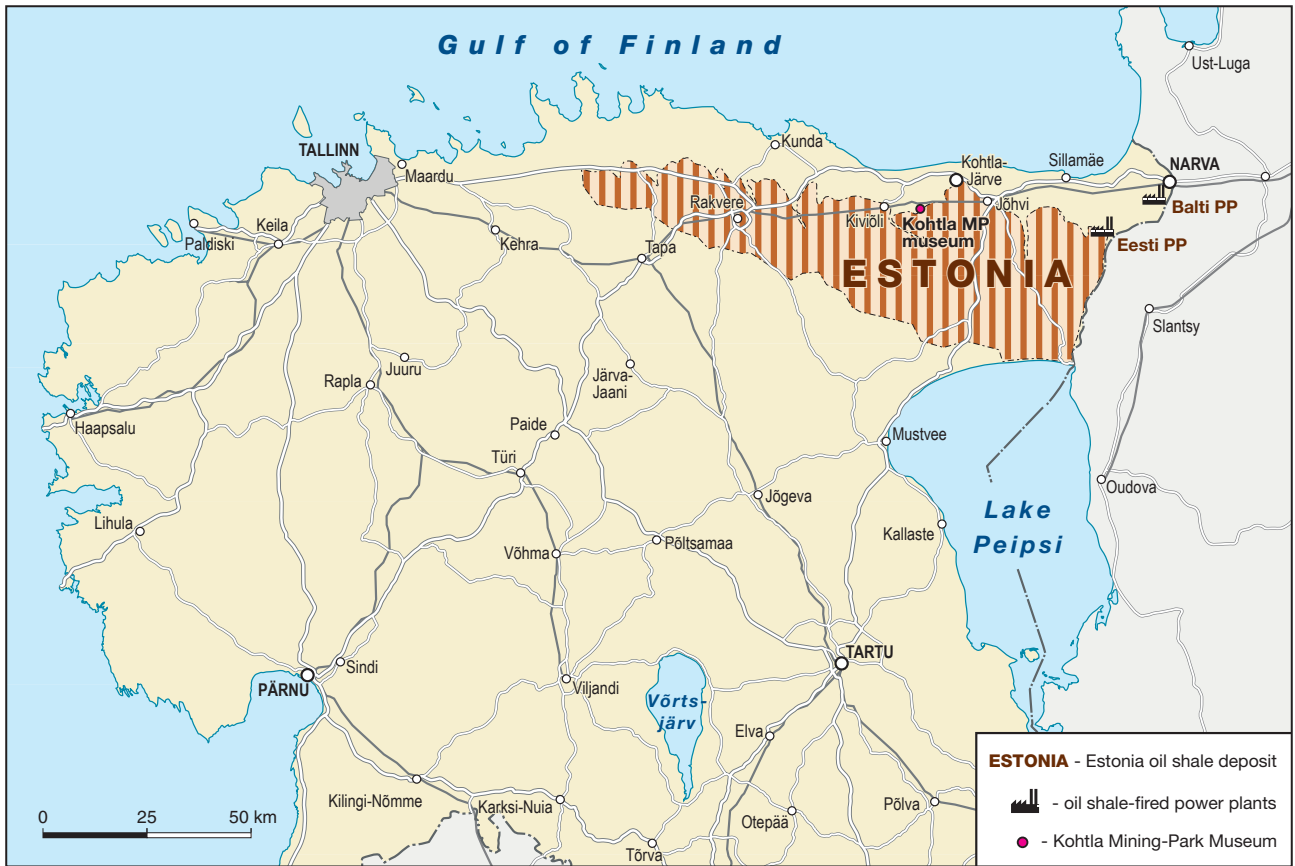 Gulf of Finland
Ust-Luga
TALLINN
Maardu
Kunda
Kohtla-
Järve
Sillamäe
NARVA
Balti PP
Paldiski
Keila
Kehra
Tapa
Rakvere
Kiviõli
Jõhvi
Kohtla MP
museum
Eesti PP
ESTONIA
Slantsy
Juuru
Rapla
Järva-
Jaani
Haapsalu
Paide
Türi
Mustvee
Jõgeva
Oudova
Lihula
Võhma
Põltsamaa
Kallaste
Lake
Peipsi
Sindi
PÄRNU
Viljandi
Võrts-
järv
TARTU
Elva
Kilingi-Nõmme
Karksi-Nuia
Otepää
Põlva
Tõrva
0 25 50 km
ESTONIA - Estonia oil shale deposit
- oil shale-fired power plants
- Kohtla Mining-Park Museum